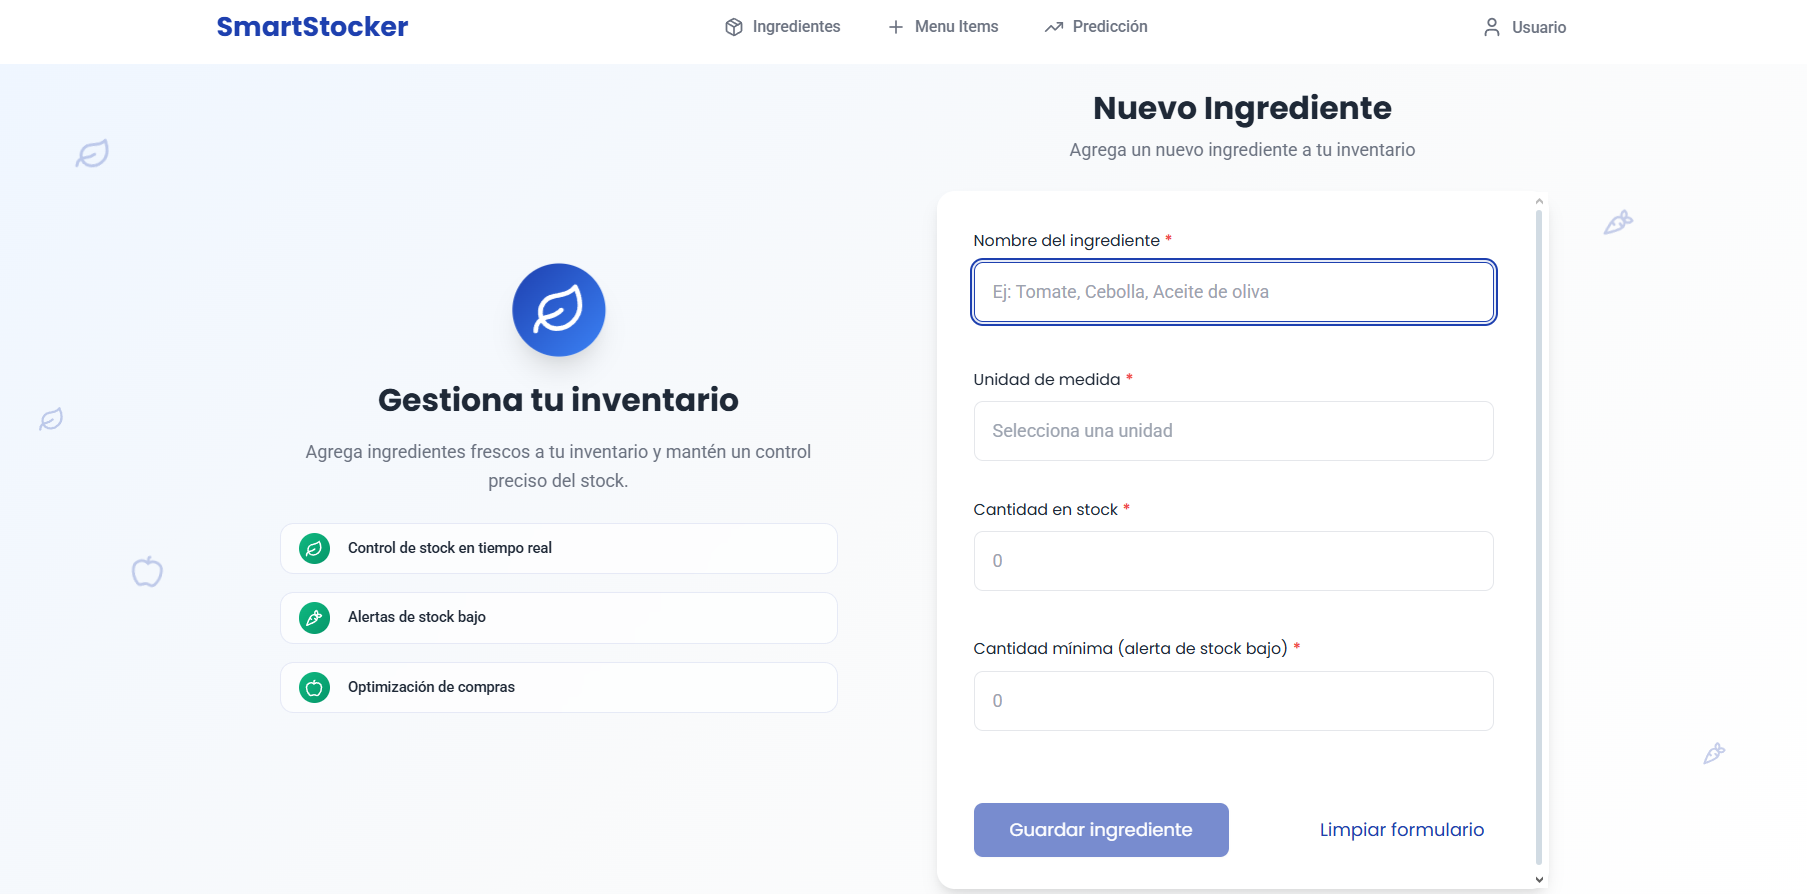 SmartStocker
Ingredientes
Menu Items
Predicción
Usuario
Gestiona tu inventario
Agrega ingredientes frescos a tu inventario y mantén un control
preciso del stock.
Control de stock en tiempo real
Alertas de stock bajo
Optimización de compras
Nuevo Ingrediente
Agrega un nuevo ingrediente a tu inventario
Nombre del ingrediente *
Ej: Tomate, Cebolla, Aceite de oliva
Unidad de medida *
Selecciona una unidad
Cantidad en stock *
0
Cantidad mínima (alerta de stock bajo) *
0
Guardar ingrediente
Limpiar formulario